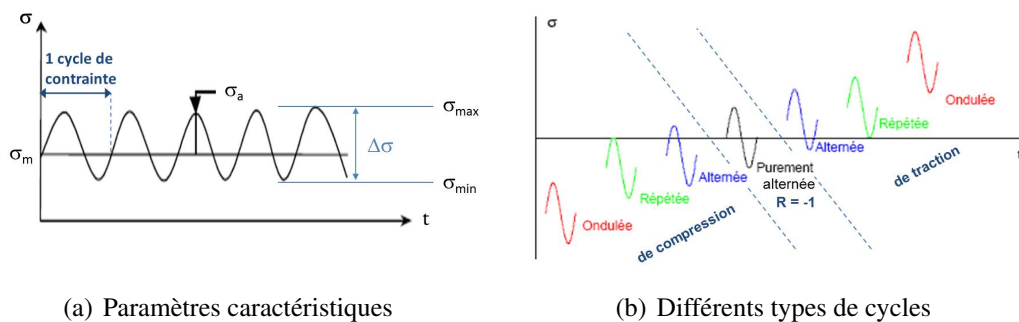 σ
1 cycle de
contrainte
σa
σmax
Δσ
σm
σmin
t
(a) Paramètres caractéristiques
σ
Ondulée
Répétée
Alternée
Purement
alternée
R = -1
Alternée
Répétée
Ondulée
t
de compression
de traction
(b) Différents types de cycles